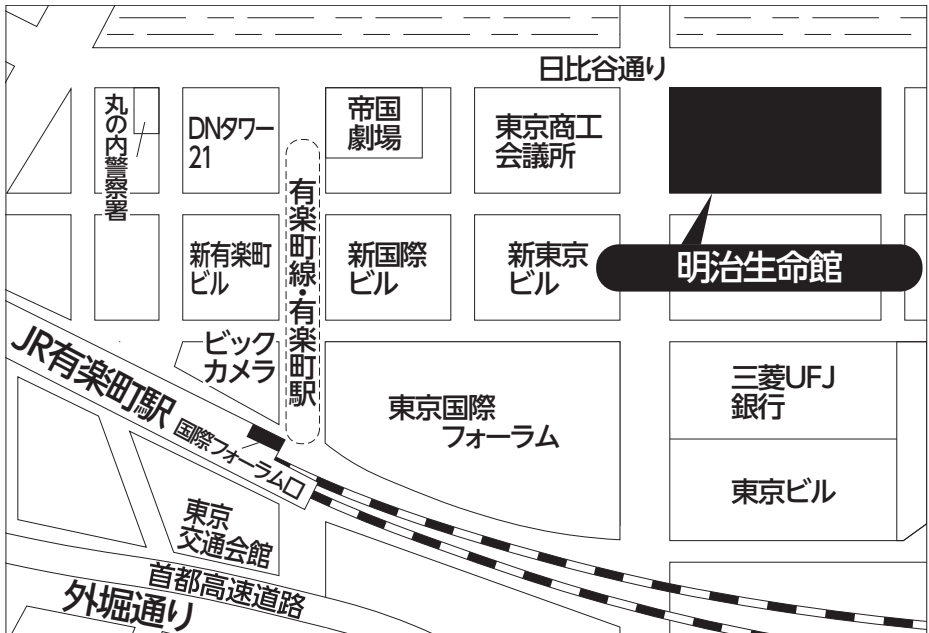 日比谷通り
丸の内警察署
DNタワー
21
帝国
劇場
東京商工
会議所
有楽町線・有楽町駅
新有楽町
ビル
新国際
ビル
新東京
ビル
明治生命館
JR有楽町駅
ビック
カメラ
国際フォーラム口
東京国際
フォーラム
三菱UFJ
銀行
東京ビル
東京
交通会館
首都高速道路
外堀通り